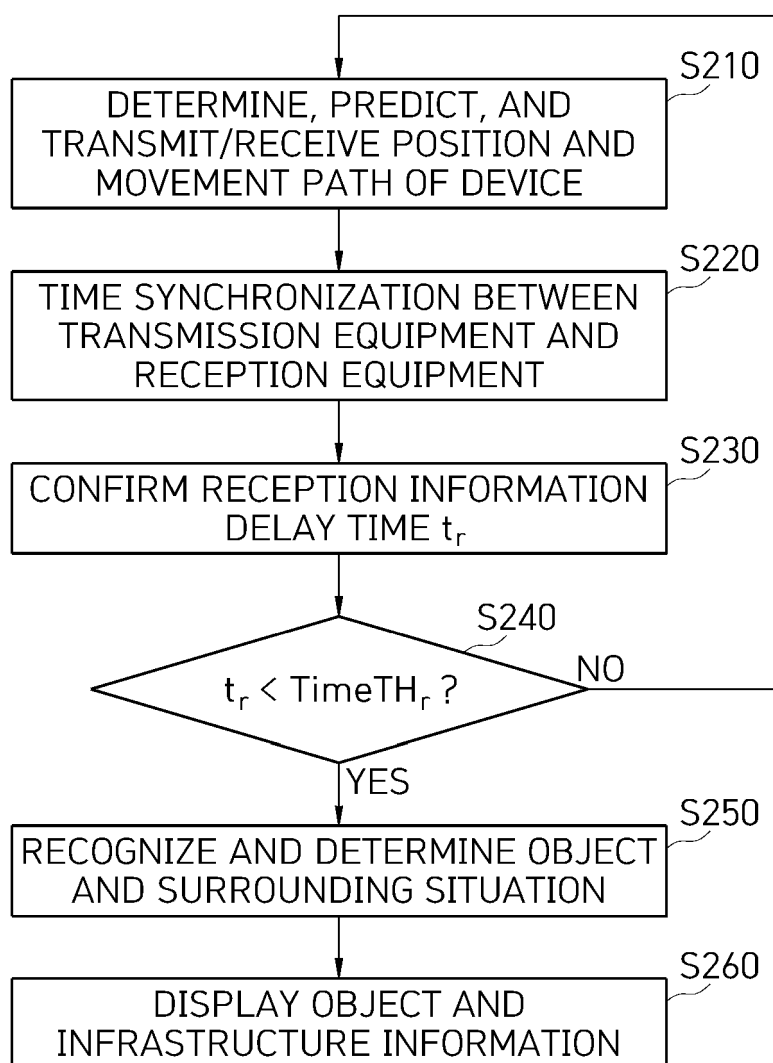 S210
DETERMINE, PREDICT, AND
TRANSMIT/RECEIVE POSITION AND
MOVEMENT PATH OF DEVICE
S220
TIME SYNCHRONIZATION BETWEEN
TRANSMISSION EQUIPMENT AND
RECEPTION EQUIPMENT
S230
CONFIRM RECEPTION INFORMATION
DELAY TIME tr
S240
tr < TimeTHr ?
NO
YES
S250
RECOGNIZE AND DETERMINE OBJECT
AND SURROUNDING SITUATION
S260
DISPLAY OBJECT AND
INFRASTRUCTURE INFORMATION